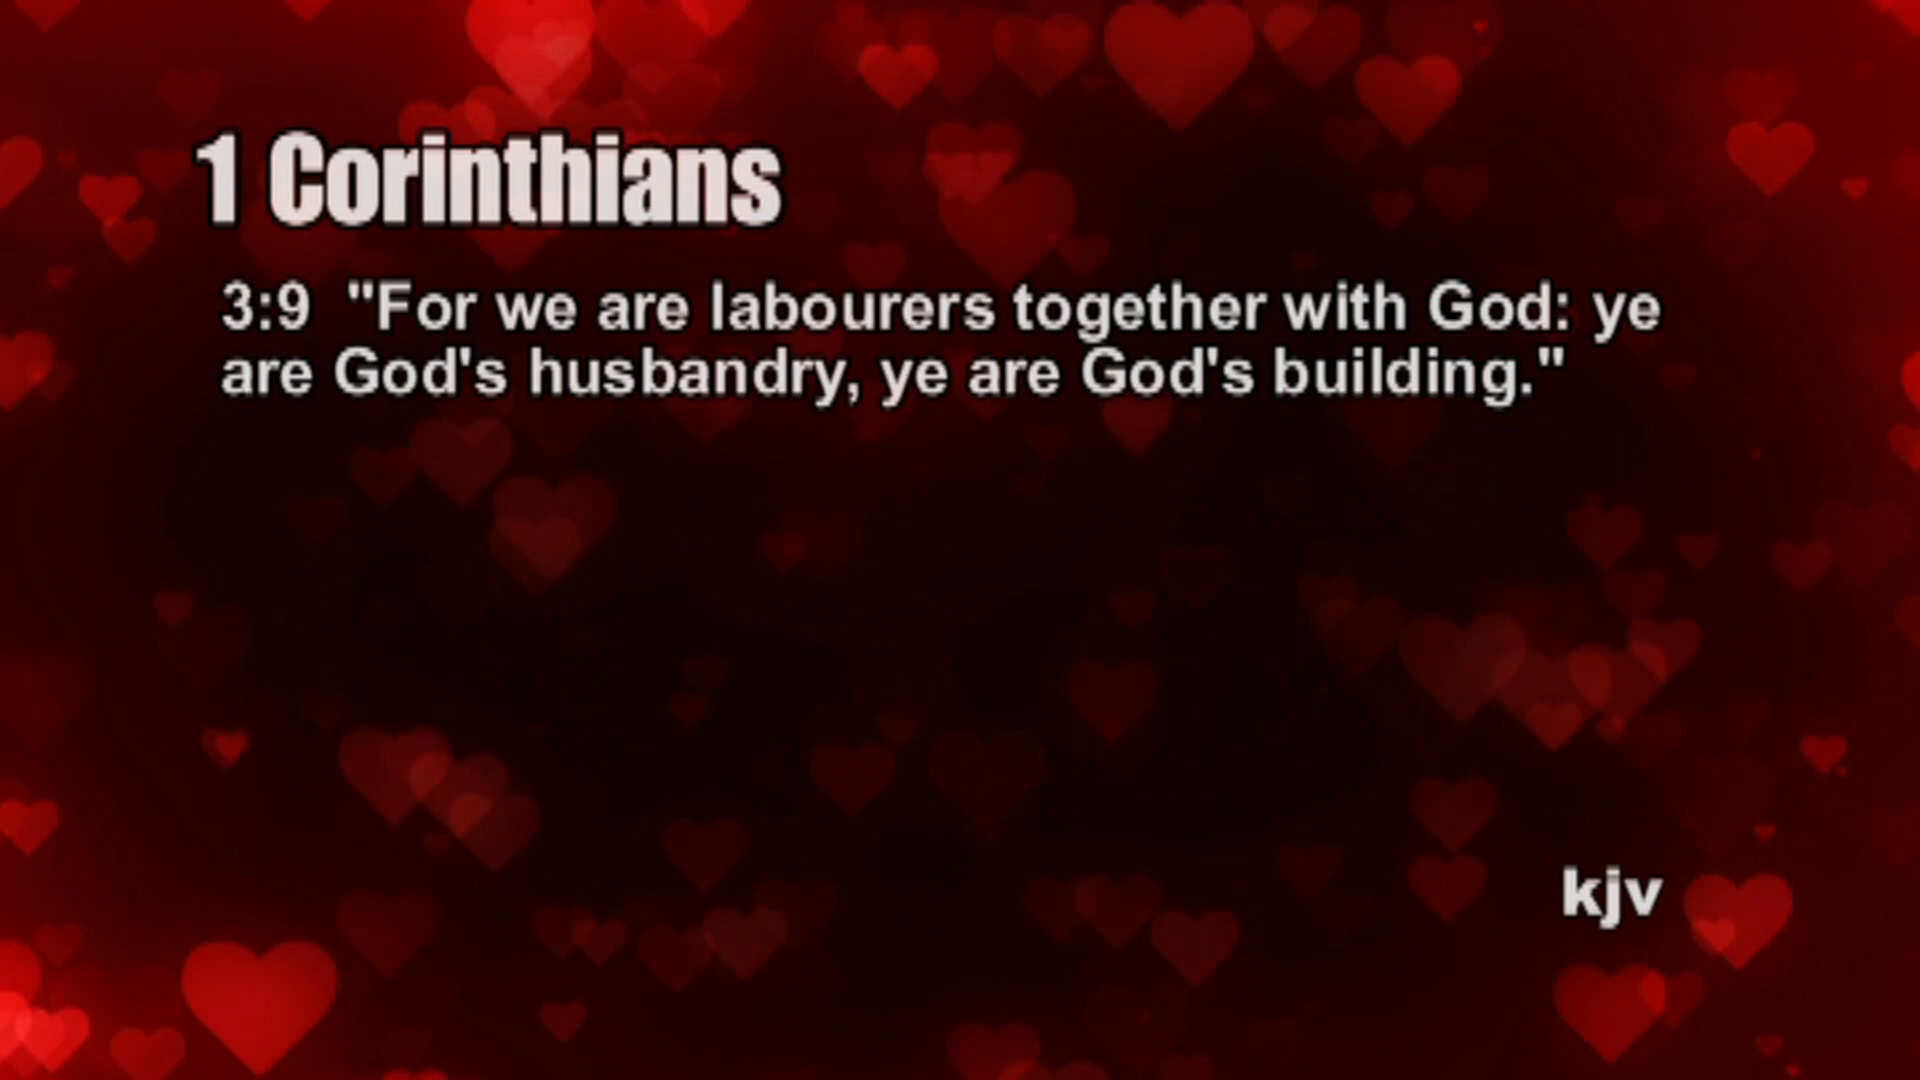 1 Corinthians
3:9  "For we are labourers together with God: ye
are God's husbandry, ye are God's building."
kjv